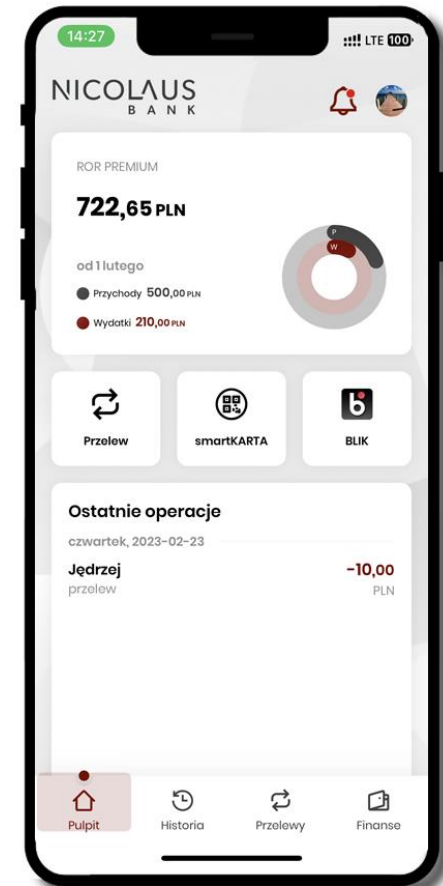 14:27
LTE 100
NICOLAUS
BANK
ROR PREMIUM
722,65 PLN
od 1 lutego
Przychody 500,00 PLN
Wydatki 210,00 PLN
P
W
Przelew
smartKARTA
BLIK
Ostatnie operacje
czwartek, 2023-02-23
Jędrzej -10,00
przelew PLN
Pulpit
Historia
Przelewy
Finanse